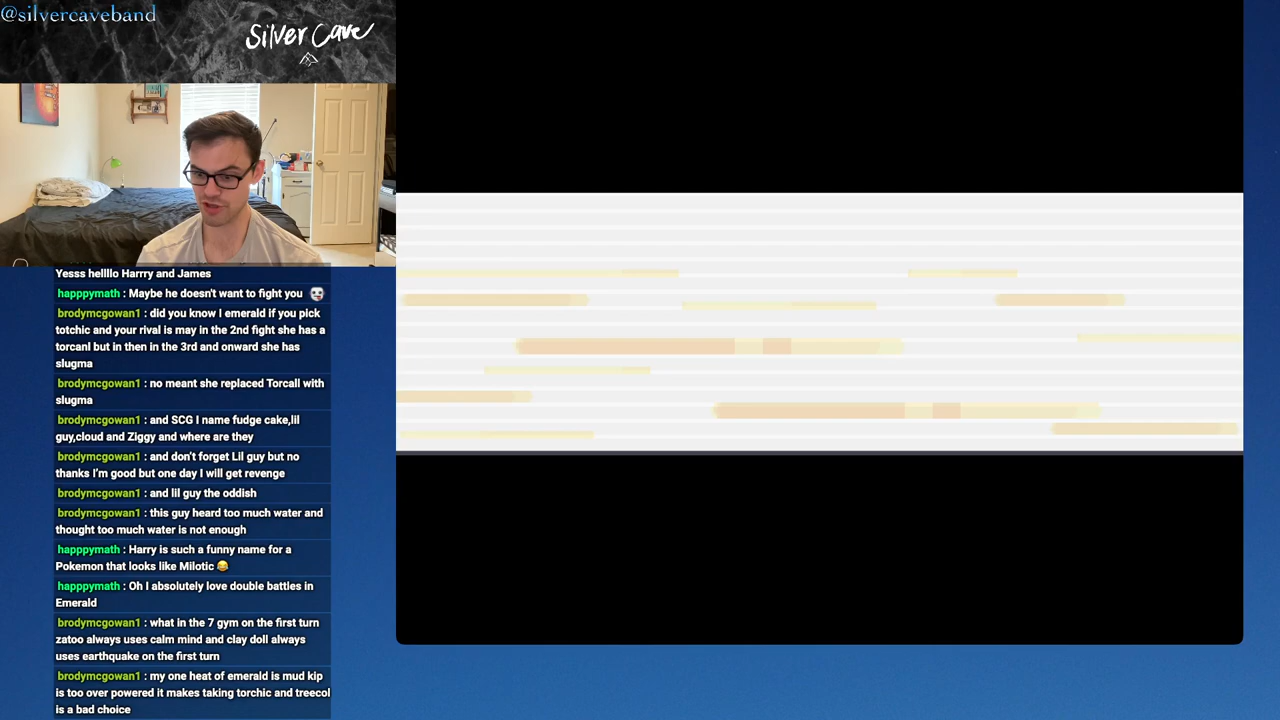 @silvercaveband
Silver Cave
Yesss hellllo Harrry and James
happpymath : Maybe he doesn't want to fight you
brodymcgowan1 : did you know I emerald if you pick
totchic and your rival is may in the 2nd fight she has a
torcanl but in then in the 3rd and onward she has
slugma
brodymcgowan1 : no meant she replaced Torcall with
slugma
brodymcgowan1 : and SCG I name fudge cake,lil
guy,cloud and Ziggy and where are they
brodymcgowan1 : and don't forget Lil guy but no
thanks I'm good but one day I will get revenge
brodymcgowan1 : and lil guy the oddish
brodymcgowan1 : this guy heard too much water and
thought too much water is not enough
happpymath : Harry is such a funny name for a
Pokemon that looks like Milotic 😂
happpymath : Oh I absolutely love double battles in
Emerald
brodymcgowan1 : what in the 7 gym on the first turn
zatoo always uses calm mind and clay doll always
uses earthquake on the first turn
brodymcgowan1 : my one heat of emerald is mud kip
is too over powered it makes taking torchic and treecol
is a bad choice